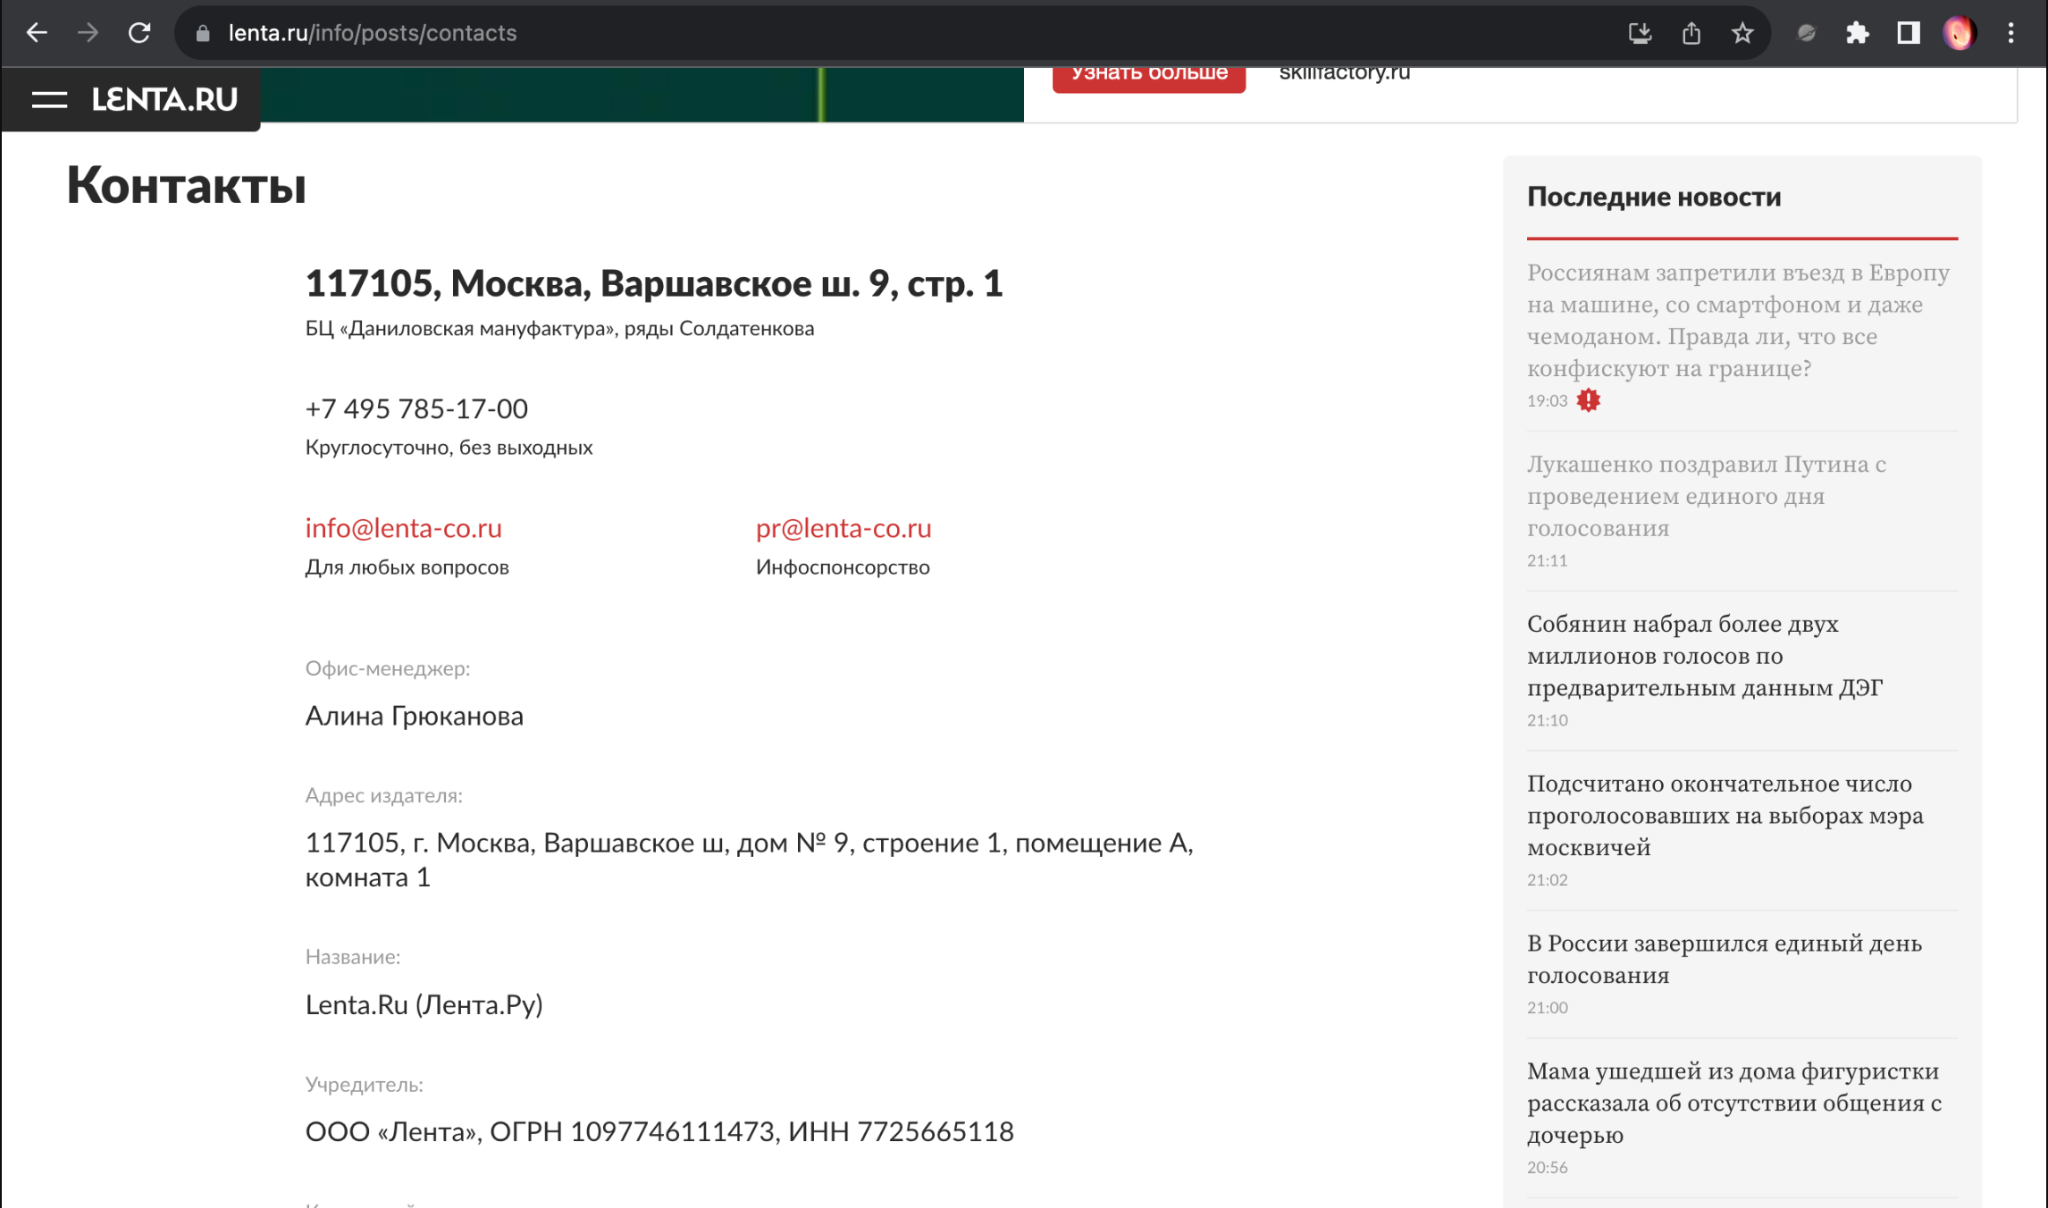 lenta.ru/info/posts/contacts
LENTA.RU
Узнать больше
skillfactory.ru
Контакты
117105, Москва, Варшавское ш. 9, стр. 1
БЦ «Даниловская мануфактура», ряды Солдатенкова
+7 495 785-17-00
Круглосуточно, без выходных
info@lenta-co.ru
Для любых вопросов
pr@lenta-co.ru
Инфоспонсорство
Офис-менеджер:
Алина Грюканова
Адрес издателя:
117105, г. Москва, Варшавское ш, дом № 9, строение 1, помещение А,
комната 1
Название:
Lenta.Ru (Лента.Ру)
Учредитель:
ООО «Лента», ОГРН 1097746111473, ИНН 7725665118
Последние новости
Россиянам запретили въезд в Европу
на машине, со смартфоном и даже
чемоданом. Правда ли, что все
конфискуют на границе?
19:03
Лукашенко поздравил Путина с
проведением единого дня
голосования
21:11
Собянин набрал более двух
миллионов голосов по
предварительным данным ДЭГ
21:10
Подсчитано окончательное число
проголосовавших на выборах мэра
москвичей
21:02
В России завершился единый день
голосования
21:00
Мама ушедшей из дома фигуристки
рассказала об отсутствии общения с
дочерью
20:56